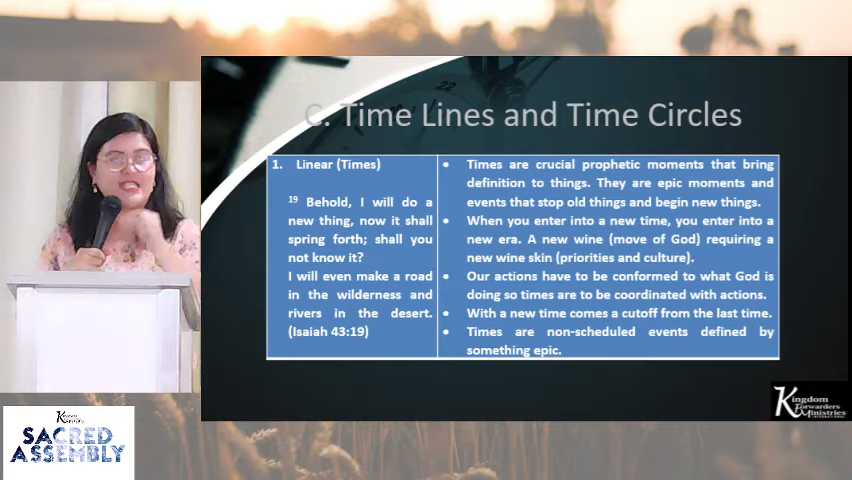 C. Time Lines and Time Circles
1. Linear (Times)
19 Behold, I will do a
new thing, now it shall
spring forth; shall you
not know it?
I will even make a road
in the wilderness and
rivers in the desert.
(Isaiah 43:19)
• Times are crucial prophetic moments that bring
definition to things. They are epic moments and
events that stop old things and begin new things.
• When you enter into a new time, you enter into a
new era. A new wine (move of God) requiring a
new wine skin (priorities and culture).
• Our actions have to be conformed to what God is
doing so times are to be coordinated with actions.
• With a new time comes a cutoff from the last time.
• Times are non-scheduled events defined by
something epic.
Kingdom
Forwarders
Ministries
SACRED
ASSEMBLY